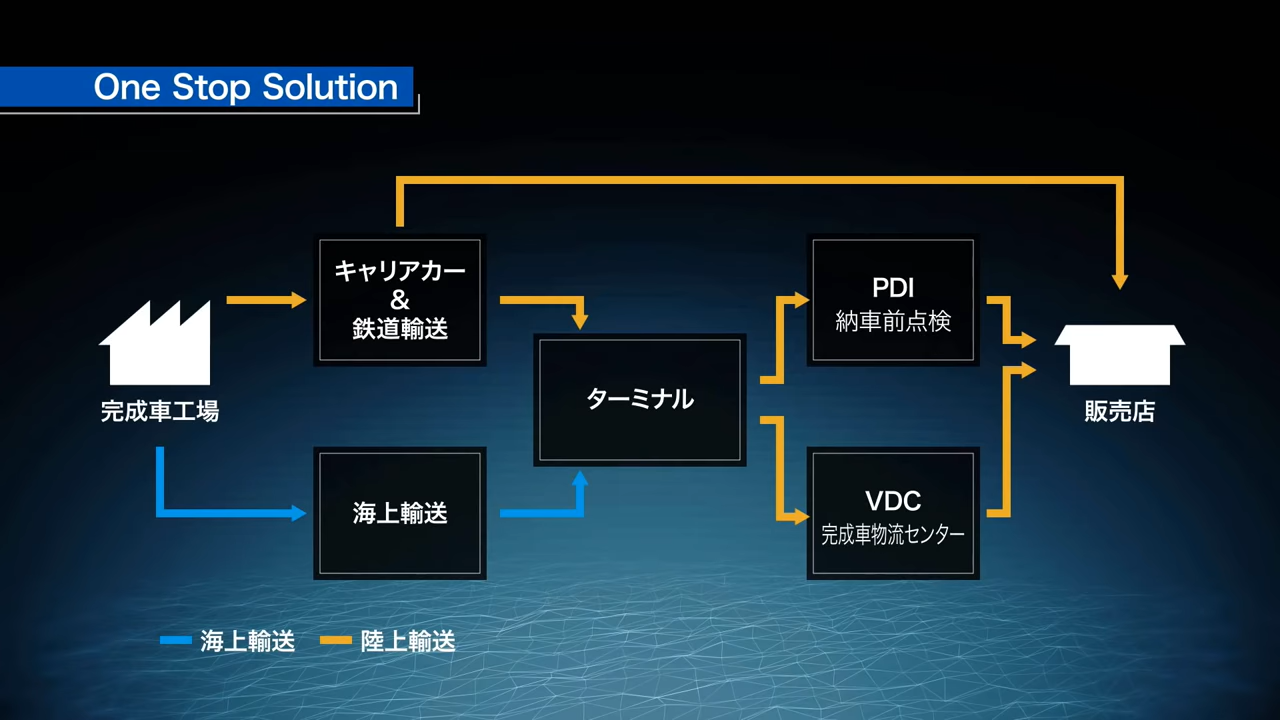 One Stop Solution
キャリアカー
&
鉄道輸送
PDI
納車前点検
ターミナル
完成車工場
販売店
海上輸送
VDC
完成車物流センター
海上輸送
陸上輸送